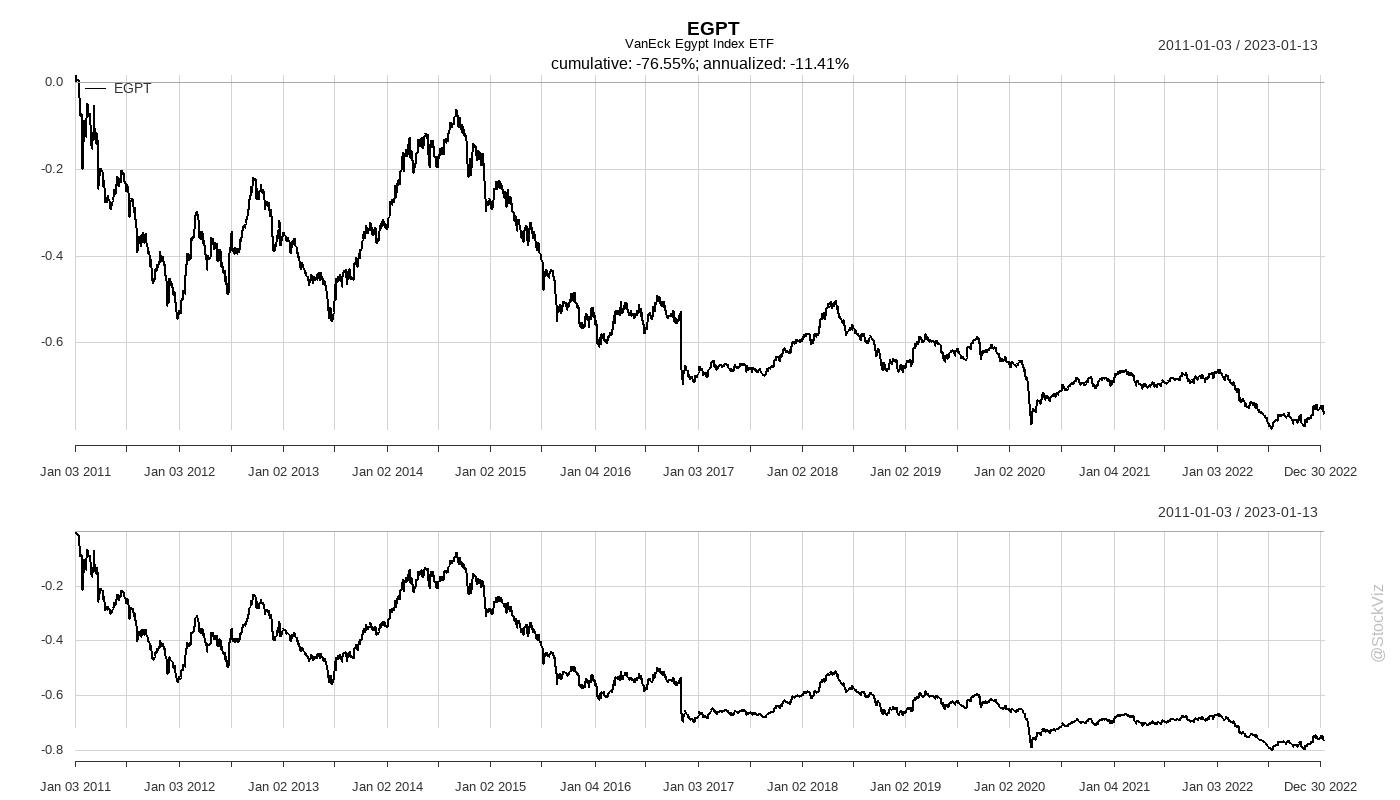 EGPT
VanEck Egypt Index ETF
2011-01-03 / 2023-01-13
cumulative: -76.55%; annualized: -11.41%
0.0
EGPT
-0.2
-0.4
-0.6
Jan 03 2011 Jan 03 2012 Jan 02 2013 Jan 02 2014 Jan 02 2015 Jan 04 2016 Jan 03 2017 Jan 02 2018 Jan 02 2019 Jan 02 2020 Jan 04 2021 Jan 03 2022 Dec 30 2022
2011-01-03 / 2023-01-13
-0.2
-0.4
-0.6
-0.8
@StockViz
Jan 03 2011 Jan 03 2012 Jan 02 2013 Jan 02 2014 Jan 02 2015 Jan 04 2016 Jan 03 2017 Jan 02 2018 Jan 02 2019 Jan 02 2020 Jan 04 2021 Jan 03 2022 Dec 30 2022